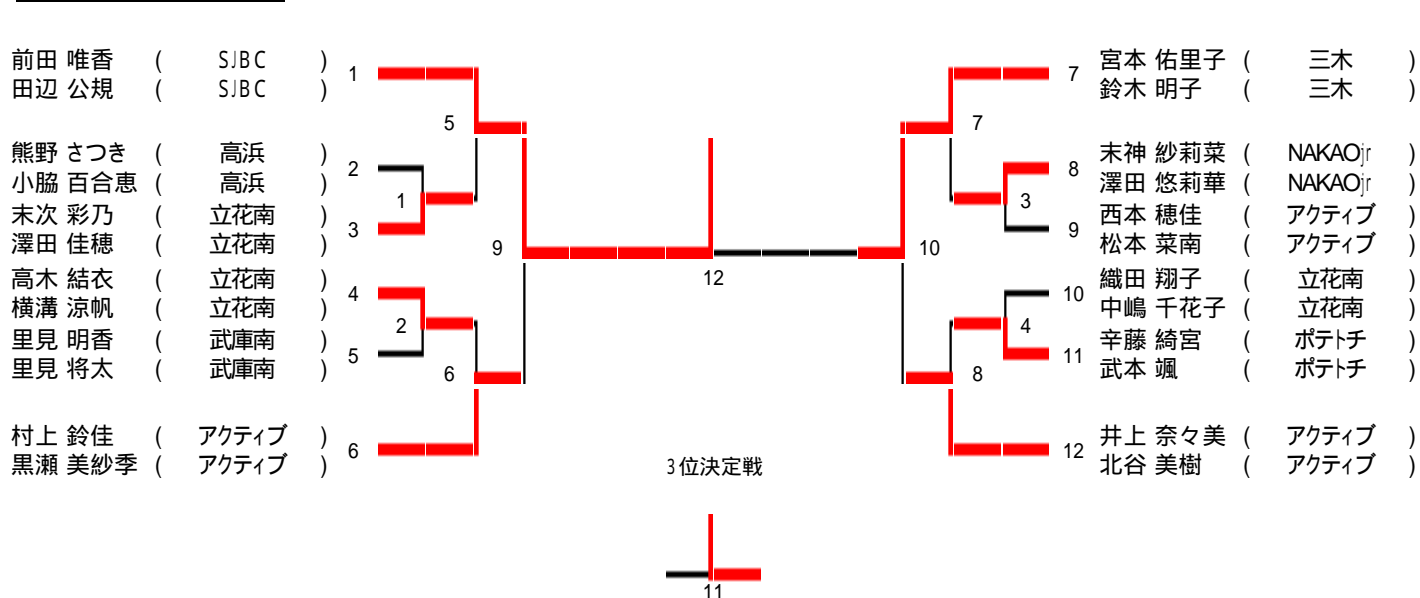 前田 唯香 ( SJBC ) 1
田辺 公規 ( SJBC )
熊野 さつき ( 高浜 ) 2
小脇 百合恵 ( 高浜 )
末次 彩乃 ( 立花南 ) 3
澤田 佳穂 ( 立花南 )
高木 結衣 ( 立花南 ) 4
横溝 涼帆 ( 立花南 )
里見 明香 ( 武庫南 ) 5
里見 将太 ( 武庫南 )
村上 鈴佳 ( アクティブ ) 6
黒瀬 美紗季 ( アクティブ )
5
1
9
2
6
12
3位決定戦
11
7
3
10
4
8
7 宮本 佑里子 ( 三木 )
鈴木 明子 ( 三木 )
8 末神 紗莉菜 ( NAKAOjr )
澤田 悠莉華 ( NAKAOjr )
9 西本 穂佳 ( アクティブ )
松本 菜南 ( アクティブ )
10 織田 翔子 ( 立花南 )
中嶋 千花子 ( 立花南 )
11 辛藤 綺宮 ( ポテトチ )
武本 颯 ( ポテトチ )
12 井上 奈々美 ( アクティブ )
北谷 美樹 ( アクティブ )